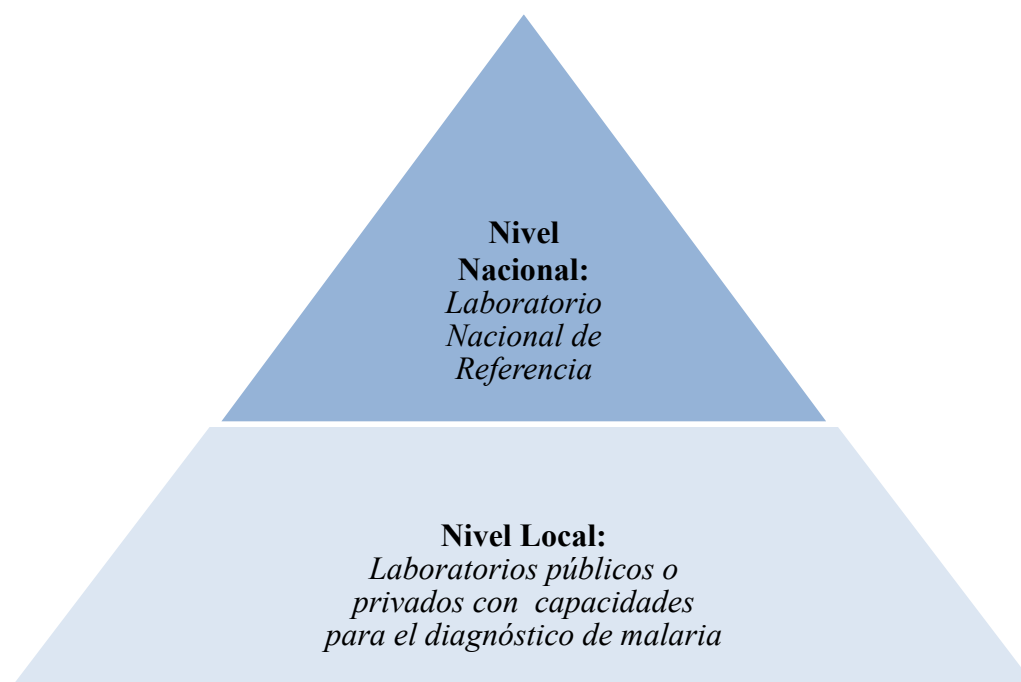 Nivel
Nacional:
Laboratorio
Nacional de
Referencia
Nivel Local:
Laboratorios públicos o
privados con  capacidades
para el diagnóstico de malaria